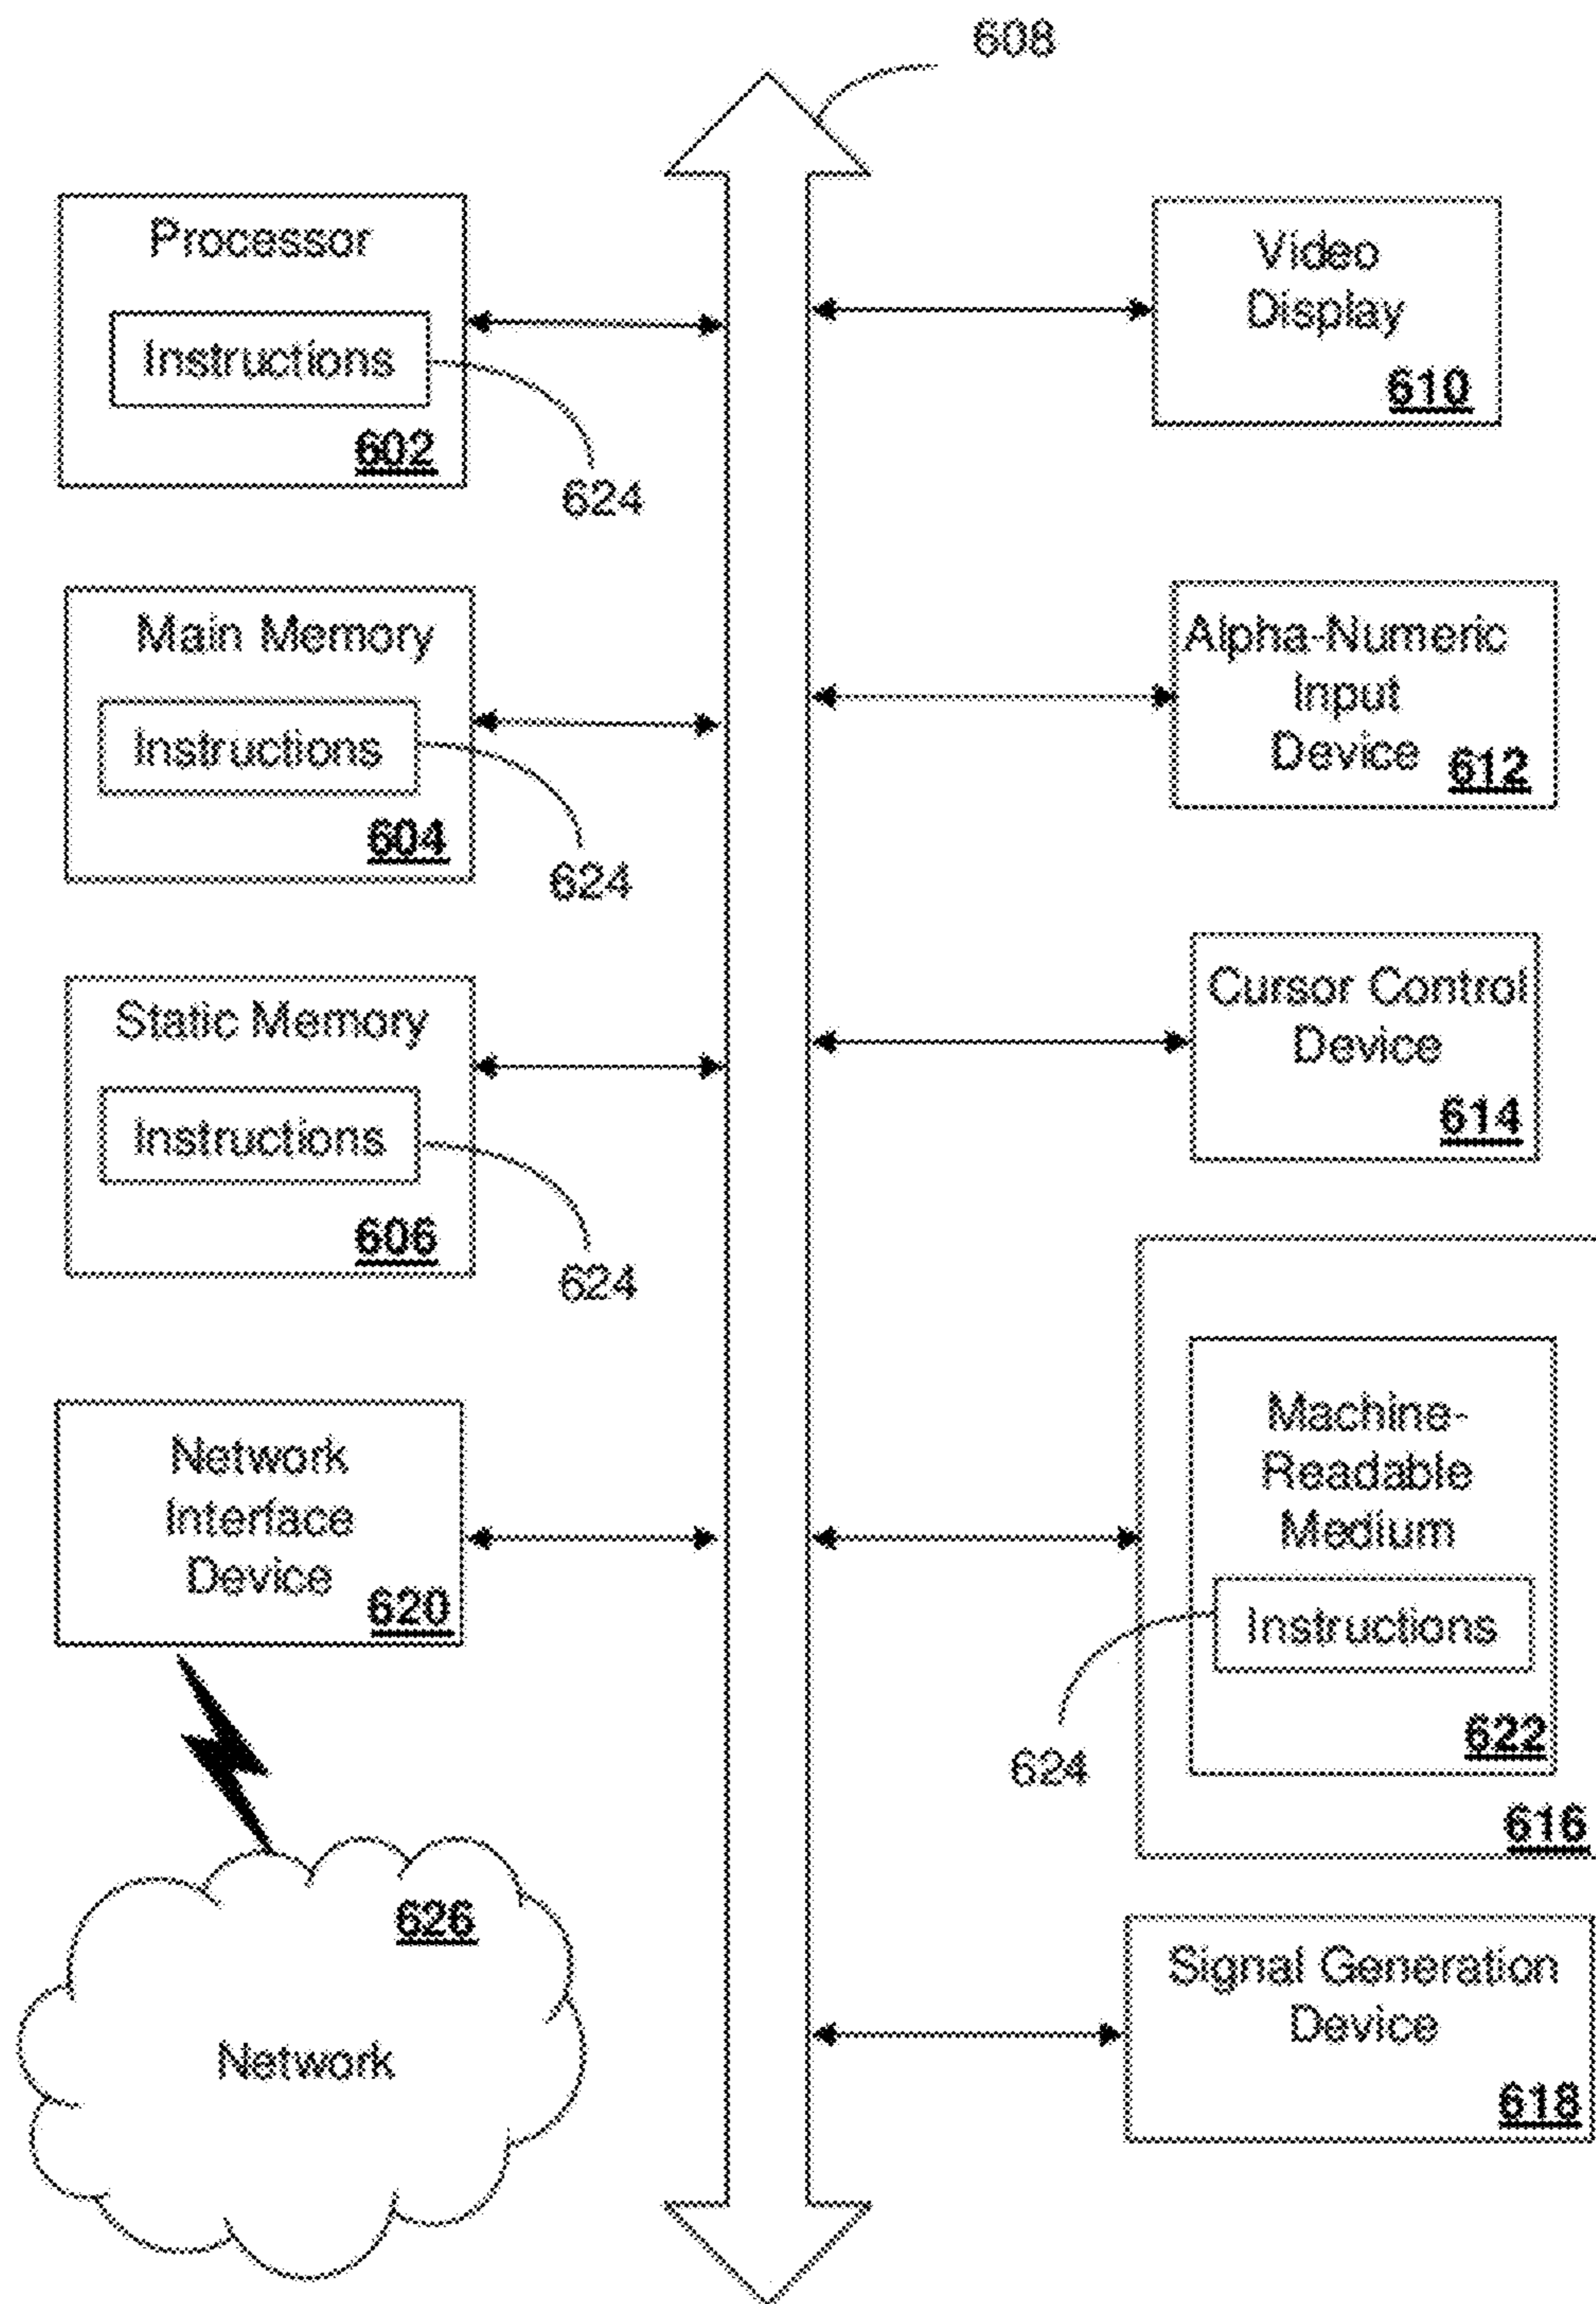 608
Processor
Instructions
602
624
Main Memory
Instructions
604
624
Static Memory
Instructions
606
624
Network
Interface
Device
620
626
Network
Video
Display
610
Alpha-Numeric
Input
Device
612
Cursor Control
Device
614
Machine-
Readable
Medium
Instructions
622
624
616
Signal Generation
Device
618